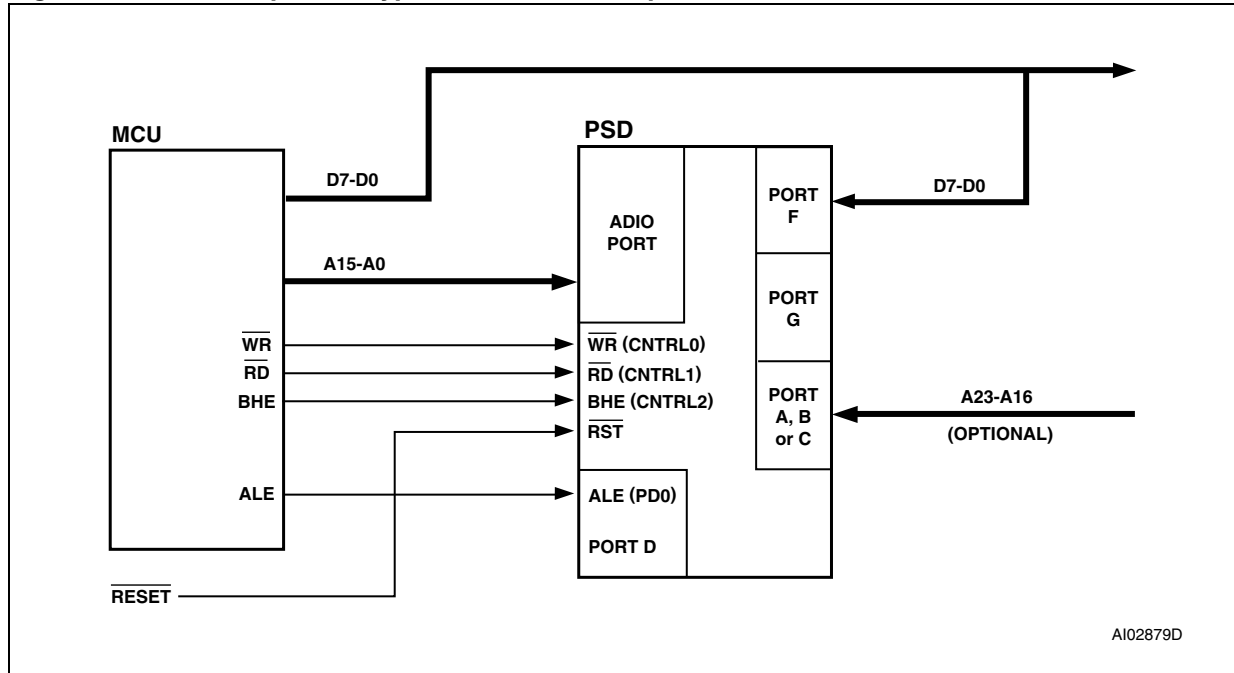 MCU
PSD
D7-D0
D7-D0
PORT
F
ADIO
PORT
A15-A0
PORT
G
WR
WR (CNTRL0)
RD
RD (CNTRL1)
BHE
BHE (CNTRL2)
RST
PORT
A, B
or C
A23-A16
(OPTIONAL)
ALE
ALE (PD0)
PORT D
RESET
AI02879D